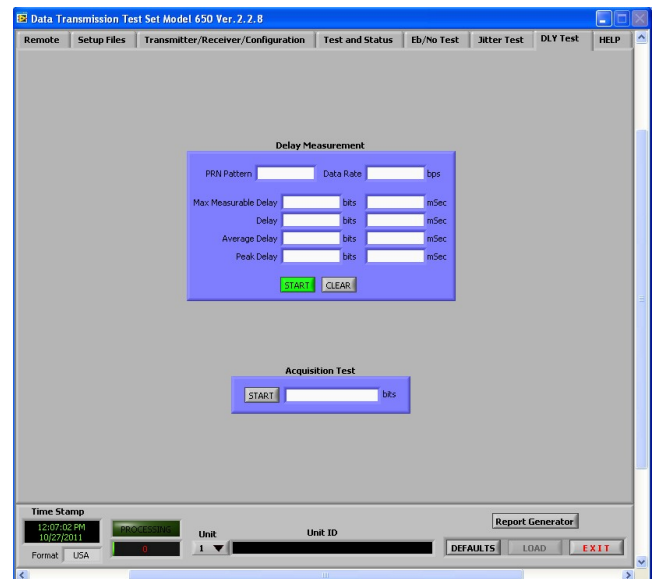 Data Transmission Test Set Model 650 Ver.2.2.8
Remote Setup Files Transmitter/Receiver/Configuration Test and Status Eb/No Test Jitter Test DLY Test HELP
Delay Measurement
PRN Pattern Data Rate bps
Max Measurable Delay bits mSec
Delay bits mSec
Average Delay bits mSec
Peak Delay bits mSec
START CLEAR
Acquisition Test
START bits
Time Stamp
12:07:02 PM
10/27/2011
Format USA
PROCESSING
0
Unit
1
Unit ID
Report Generator
DEFAULTS LOAD EXIT